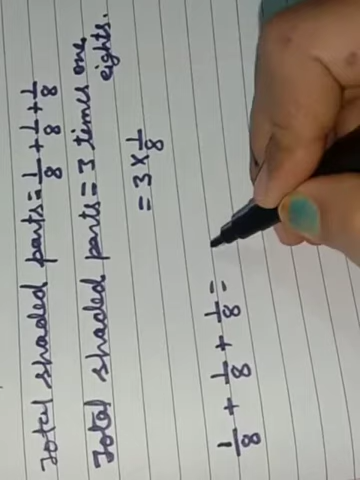 Total shaded parts = 1/8 + 1/8 + 1/8
Total shaded parts = 3 times one
eights.
= 3 × 1/8
1/8 + 1/8 + 1/8 =